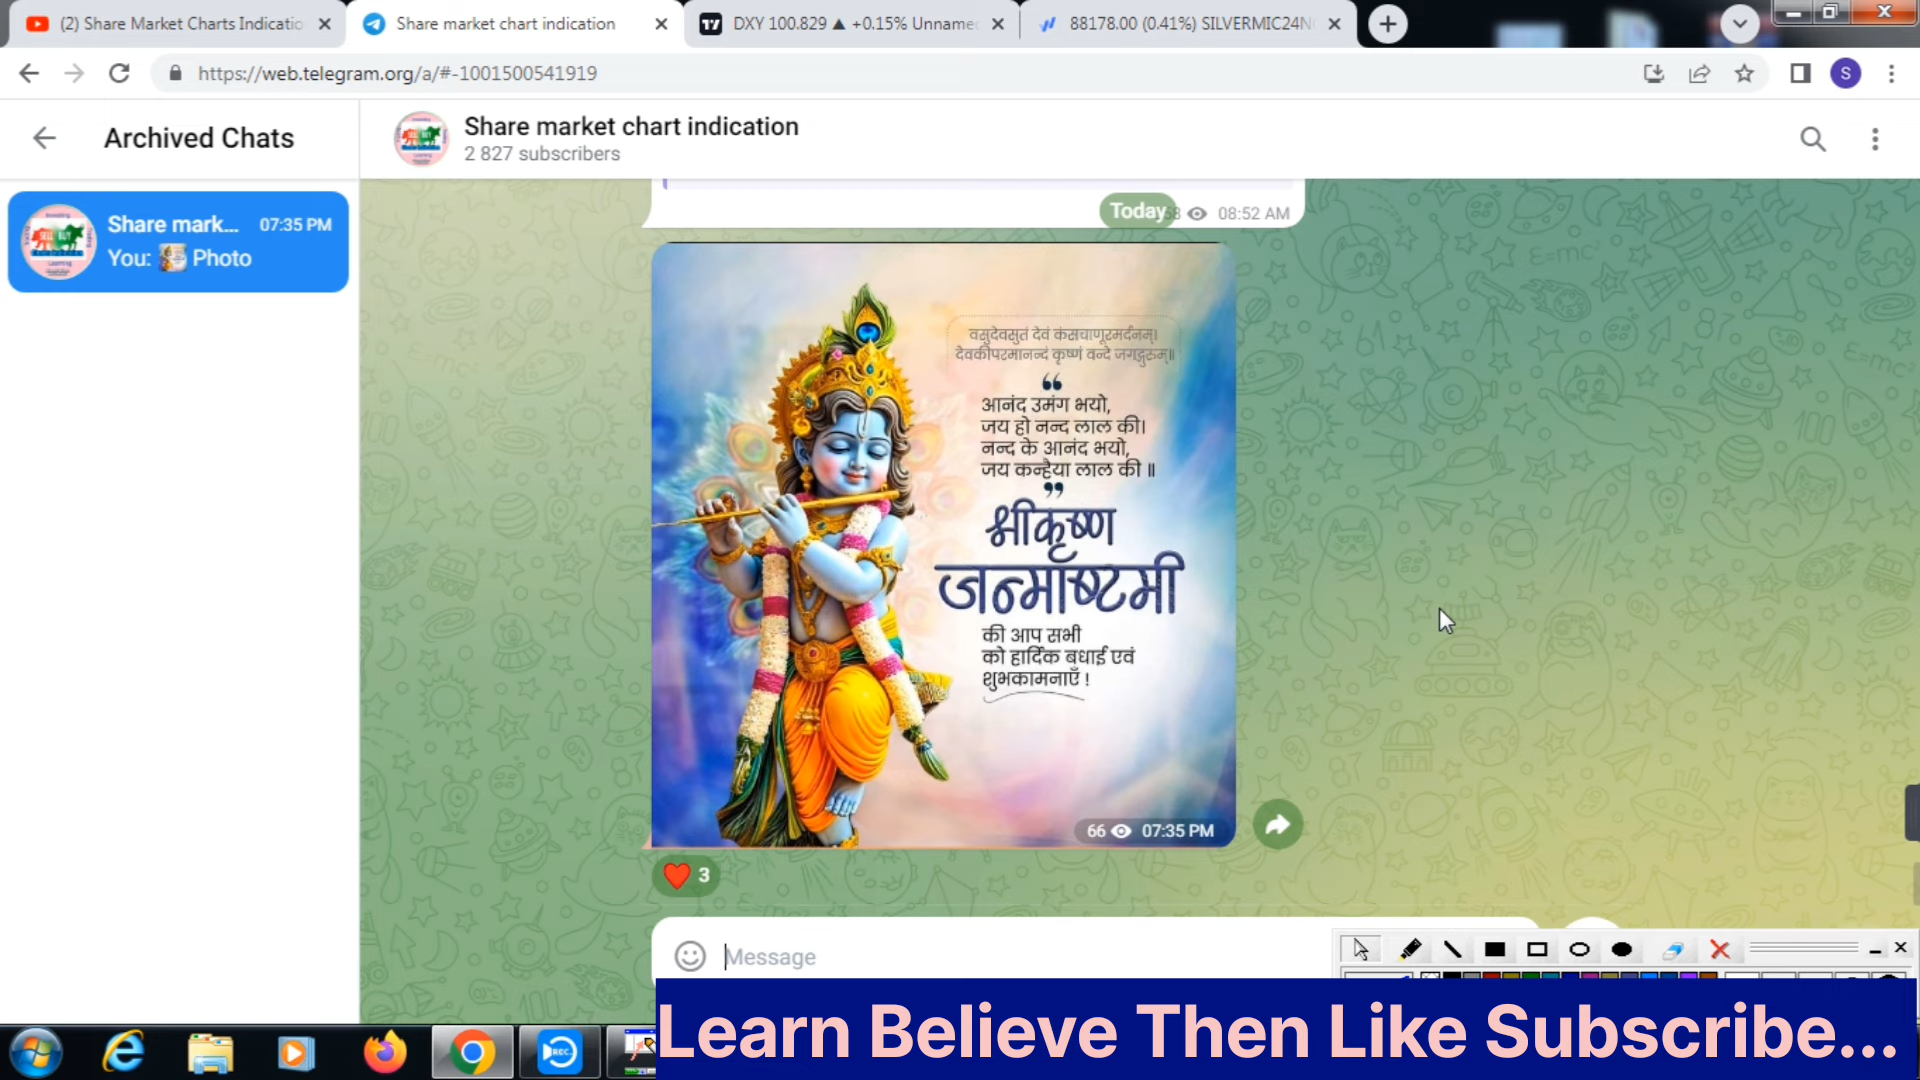 (2) Share Market Charts Indicatio
Share market chart indication
DXY 100.829 ▲ +0.15% Unname
88178.00 (0.41%) SILVERMIC24N
https://web.telegram.org/a/#-1001500541919
S
Archived Chats
Share market chart indication
2 827 subscribers
Share mark... 07:35 PM
You: Photo
Today
08:52 AM
वसुदेवसुतं देवं कंसचाणूरमर्दनम्।
देवकीपरमानन्दं कृष्णं वन्दे जगद्गुरुम्॥
❝
आनंद उमंग भयो,
जय हो नन्द लाल की।
नन्द के आनंद भयो,
जय कन्हैया लाल की ॥
❞
श्रीकृष्ण
जन्माष्टमी
की आप सभी
को हार्दिक बधाई एवं
शुभकामनाएँ !
66 07:35 PM
3
Message
REC
Learn Believe Then Like Subscribe...